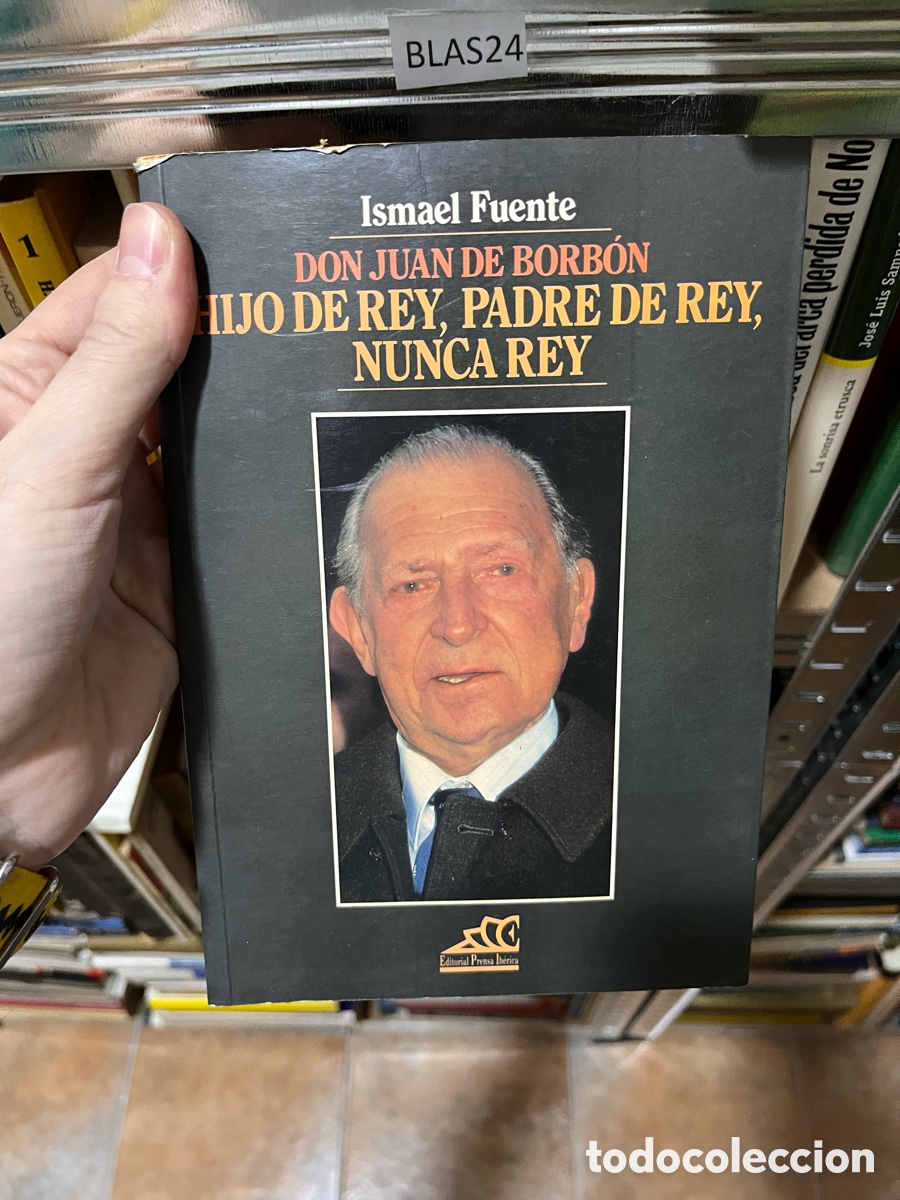 BLAS24
Ismael Fuente
DON JUAN DE BORBÓN
HIJO DE REY, PADRE DE REY,
NUNCA REY
Editorial Prensa Ibérica
1
perdida de No
José Luis Samp
La sonrisa etrusca
todocoleccion